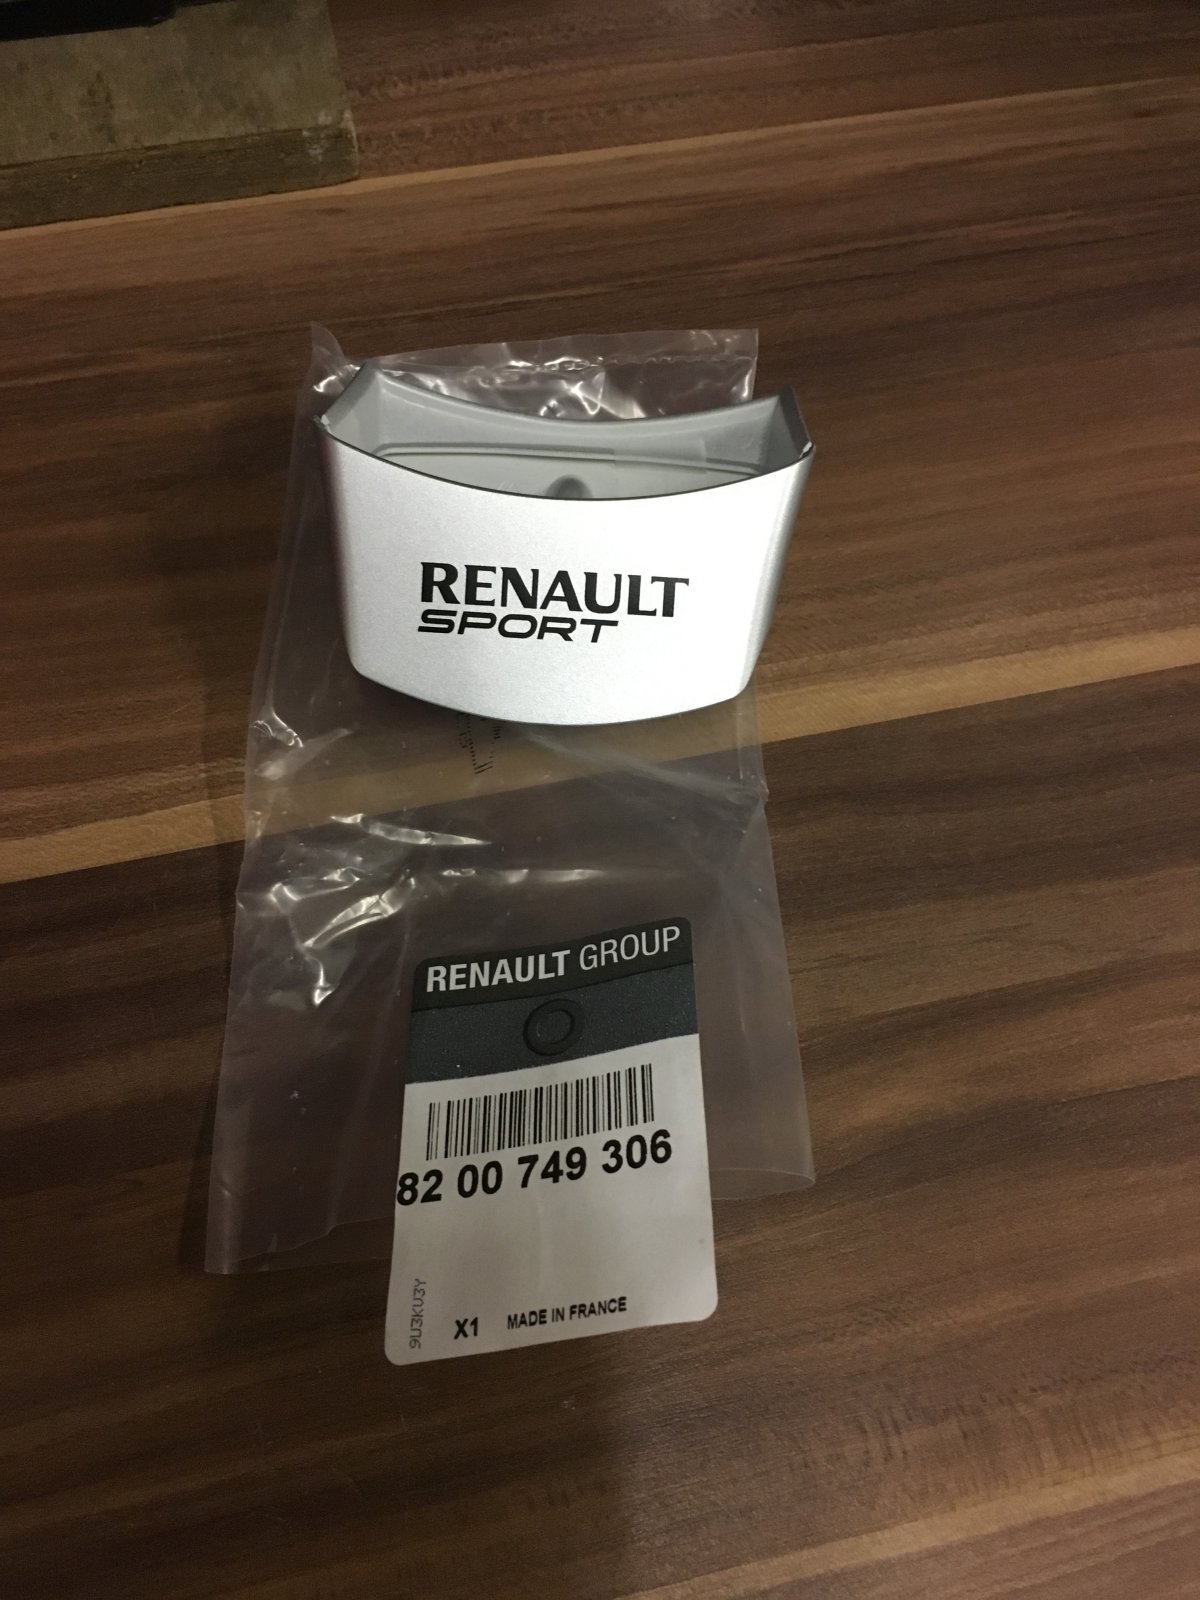 RENAULT
SPORT
RENAULT GROUP
82 00 749 306
9U3KU3Y
X1 MADE IN FRANCE